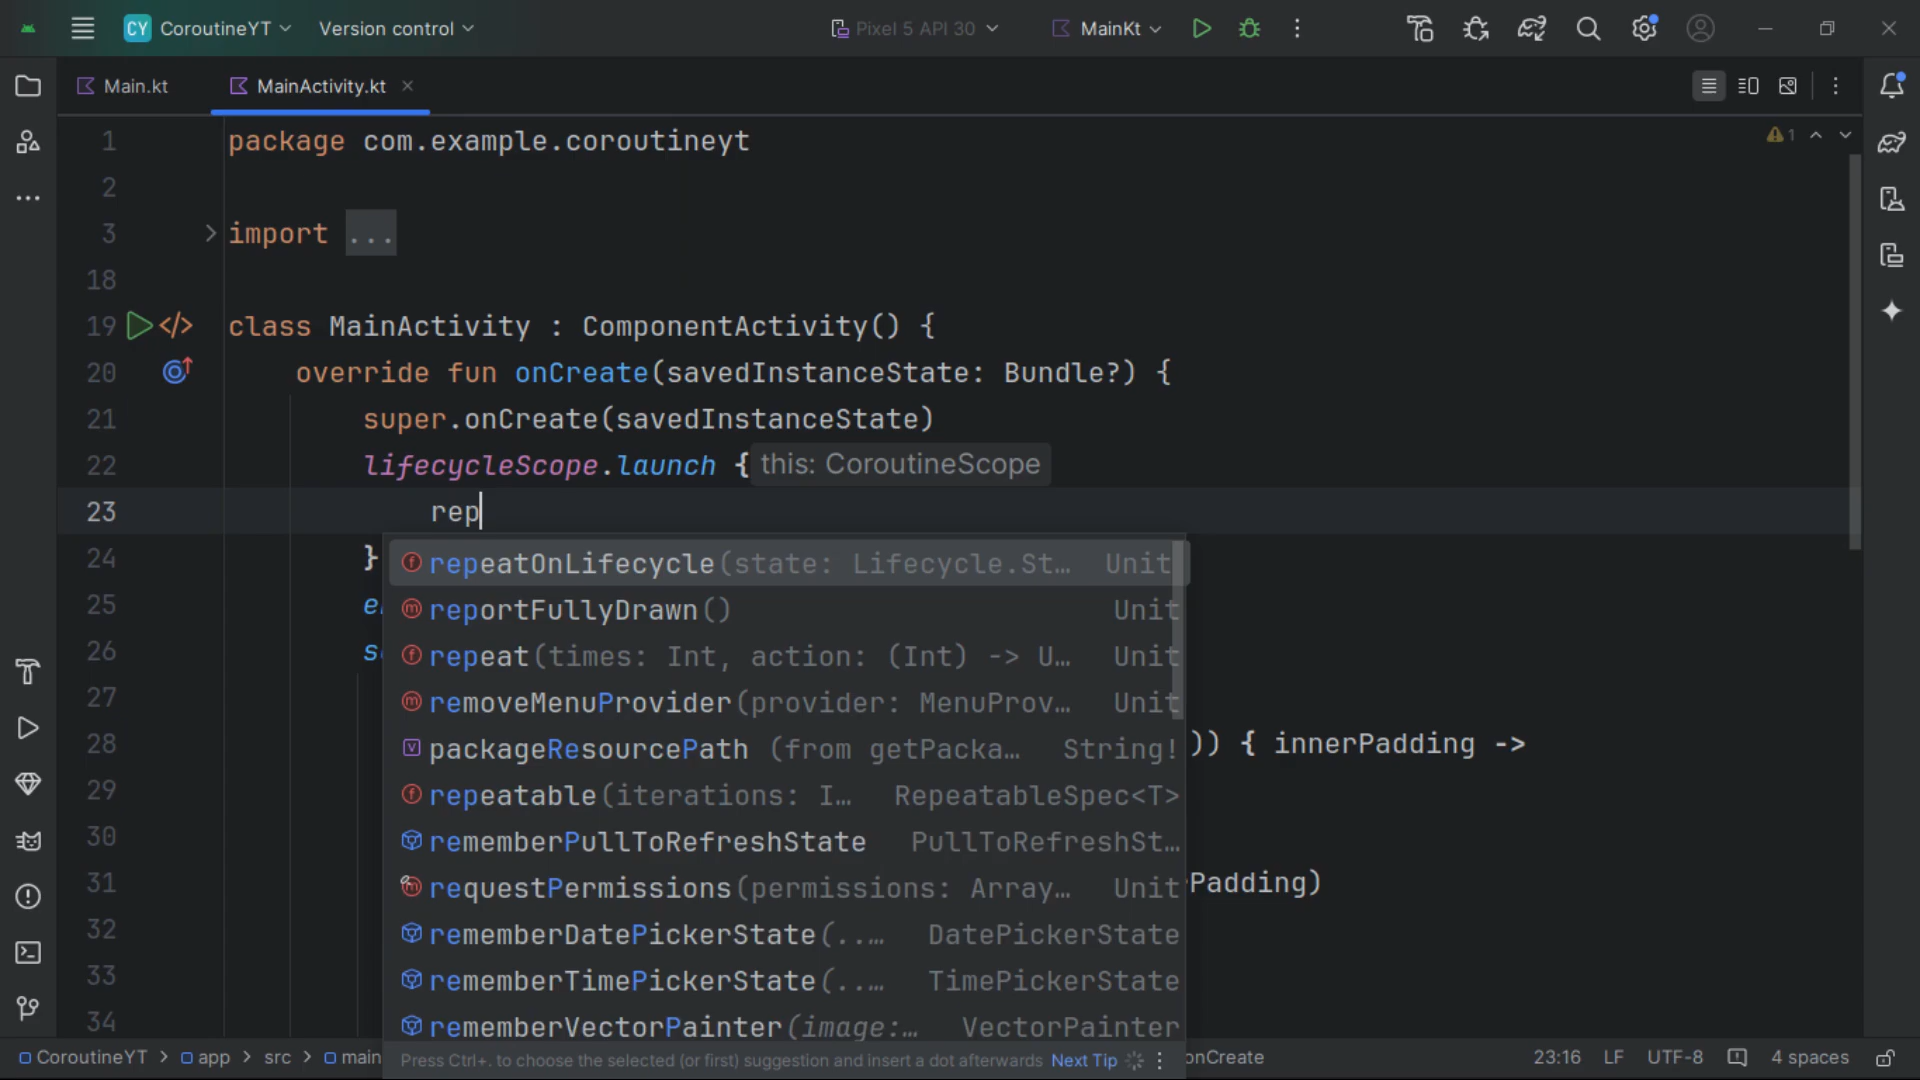 CY CoroutineYT Version control Pixel 5 API 30 MainKt
Main.kt MainActivity.kt
1 package com.example.coroutineyt 1
2
3 import ...
18
19 class MainActivity : ComponentActivity() {
20 override fun onCreate(savedInstanceState: Bundle?) {
21 super.onCreate(savedInstanceState)
22 lifecycleScope.launch { this: CoroutineScope
23 rep
24 }
repeatOnLifecycle(state: Lifecycle.St... Unit
25
reportFullyDrawn() Unit
26
repeat(times: Int, action: (Int) -> U... Unit
27
removeMenuProvider(provider: MenuProv... Unit
28 )) { innerPadding ->
packageResourcePath (from getPacka... String!
29
repeatable(iterations: I... RepeatableSpec<T>
30
rememberPullToRefreshState PullToRefreshSt...
31 Padding)
requestPermissions(permissions: Array... Unit
32
rememberDatePickerState(... DatePickerState
33
rememberTimePickerState(... TimePickerState
34
rememberVectorPainter(image:... VectorPainter
CoroutineYT > app > src > main Press Ctrl+. to choose the selected (or first) suggestion and insert a dot afterwards Next Tip onCreate 23:16 LF UTF-8 4 spaces